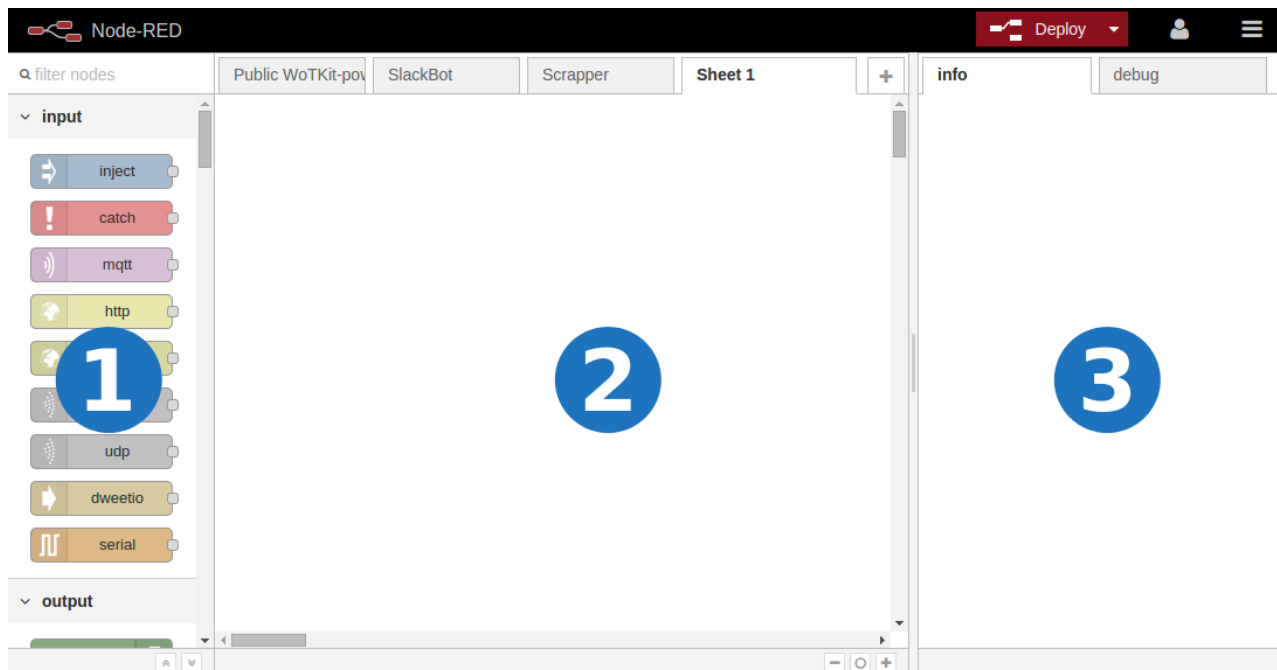 Node-RED
Deploy
filter nodes
Public WoTKit-pow
SlackBot
Scrapper
Sheet 1
info
debug
input
inject
catch
mqtt
http
udp
dweetio
serial
output
1
2
3